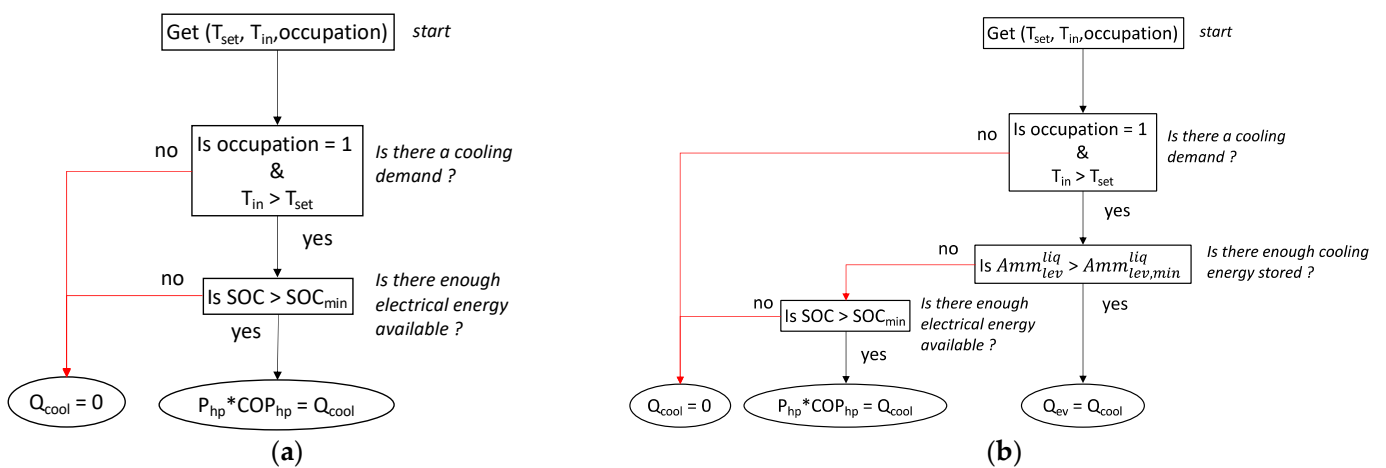 Get (Tset, Tin,occupation)
start
Is occupation = 1
&
Tin > Tset
Is there a cooling
demand ?
no
yes
Is SOC > SOCmin
Is there enough
electrical energy
available ?
no
yes
Qcool = 0
Php*COPhp = Qcool
(a)
Get (Tset, Tin,occupation)
start
Is occupation = 1
&
Tin > Tset
Is there a cooling
demand ?
no
yes
Is Amm^liq_lev > Amm^liq_lev,min
Is there enough cooling
energy stored ?
no
yes
Is SOC > SOCmin
Is there enough
electrical energy
available ?
no
yes
Qcool = 0
Php*COPhp = Qcool
Qev = Qcool
(b)